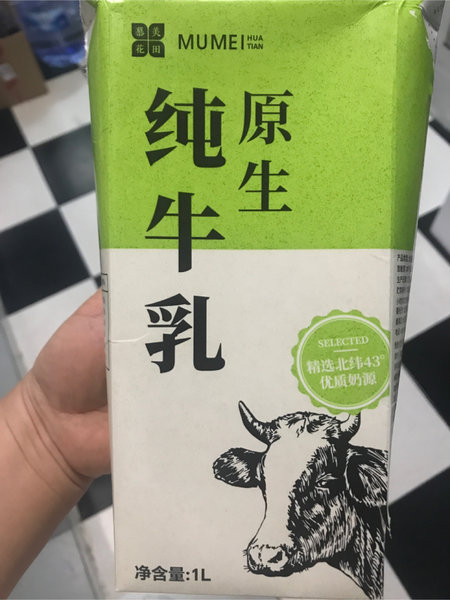 慕美
花田
MUMEI HUA TIAN
原生
纯牛乳
SELECTED
精选北纬43°
优质奶源
净含量:1L